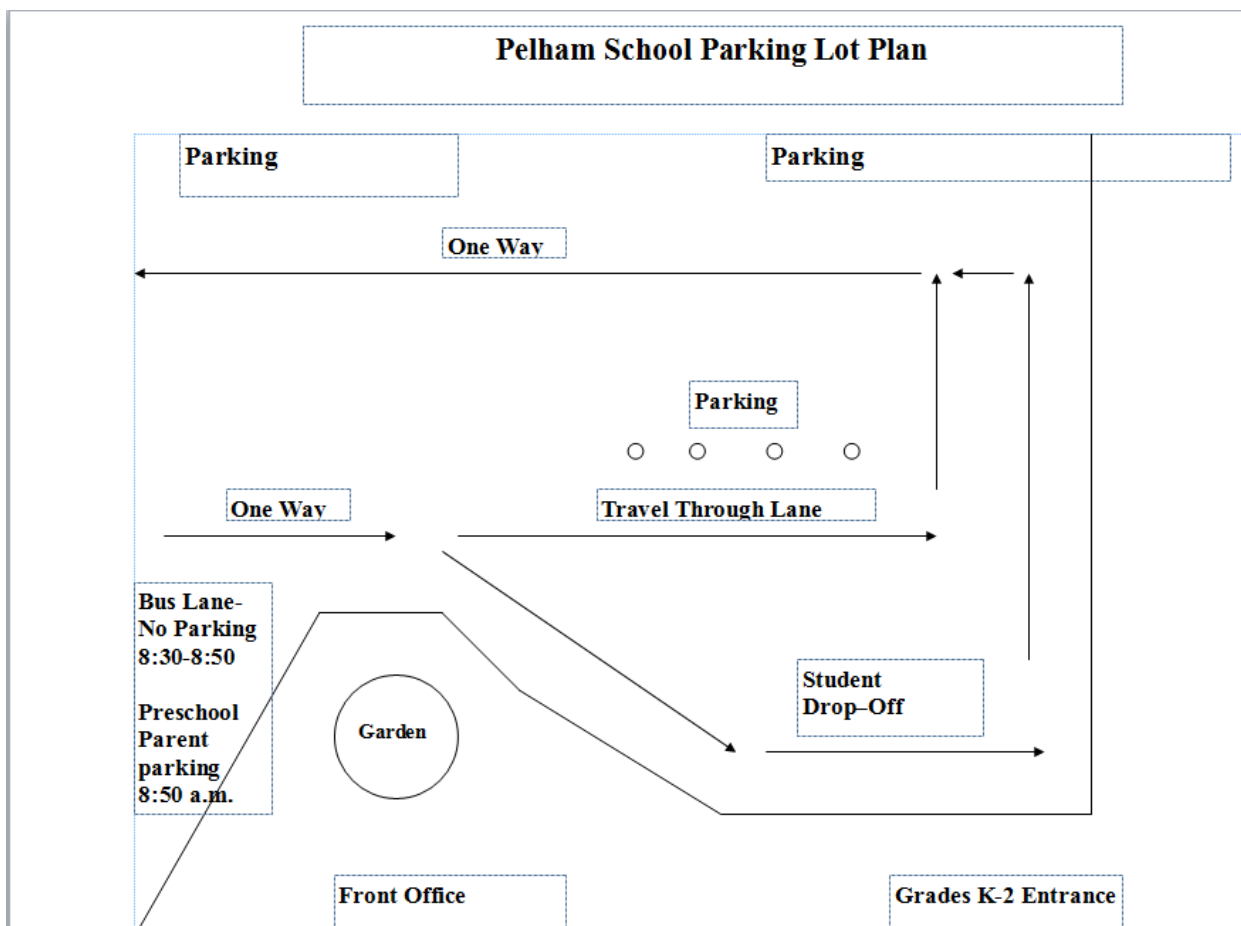 Pelham School Parking Lot Plan
Parking
Parking
One Way
Parking
One Way
Travel Through Lane
Bus Lane-
No Parking
8:30-8:50
Preschool
Parent
parking
8:50 a.m.
Student
Drop–Off
Garden
Front Office
Grades K-2 Entrance